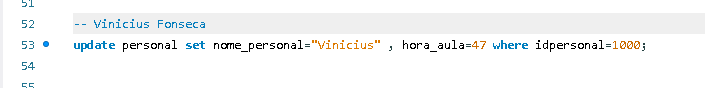 51
52 -- Vinicius Fonseca
53 update personal set nome_personal="Vinicius" , hora_aula=47 where idpersonal=1000;
54
55